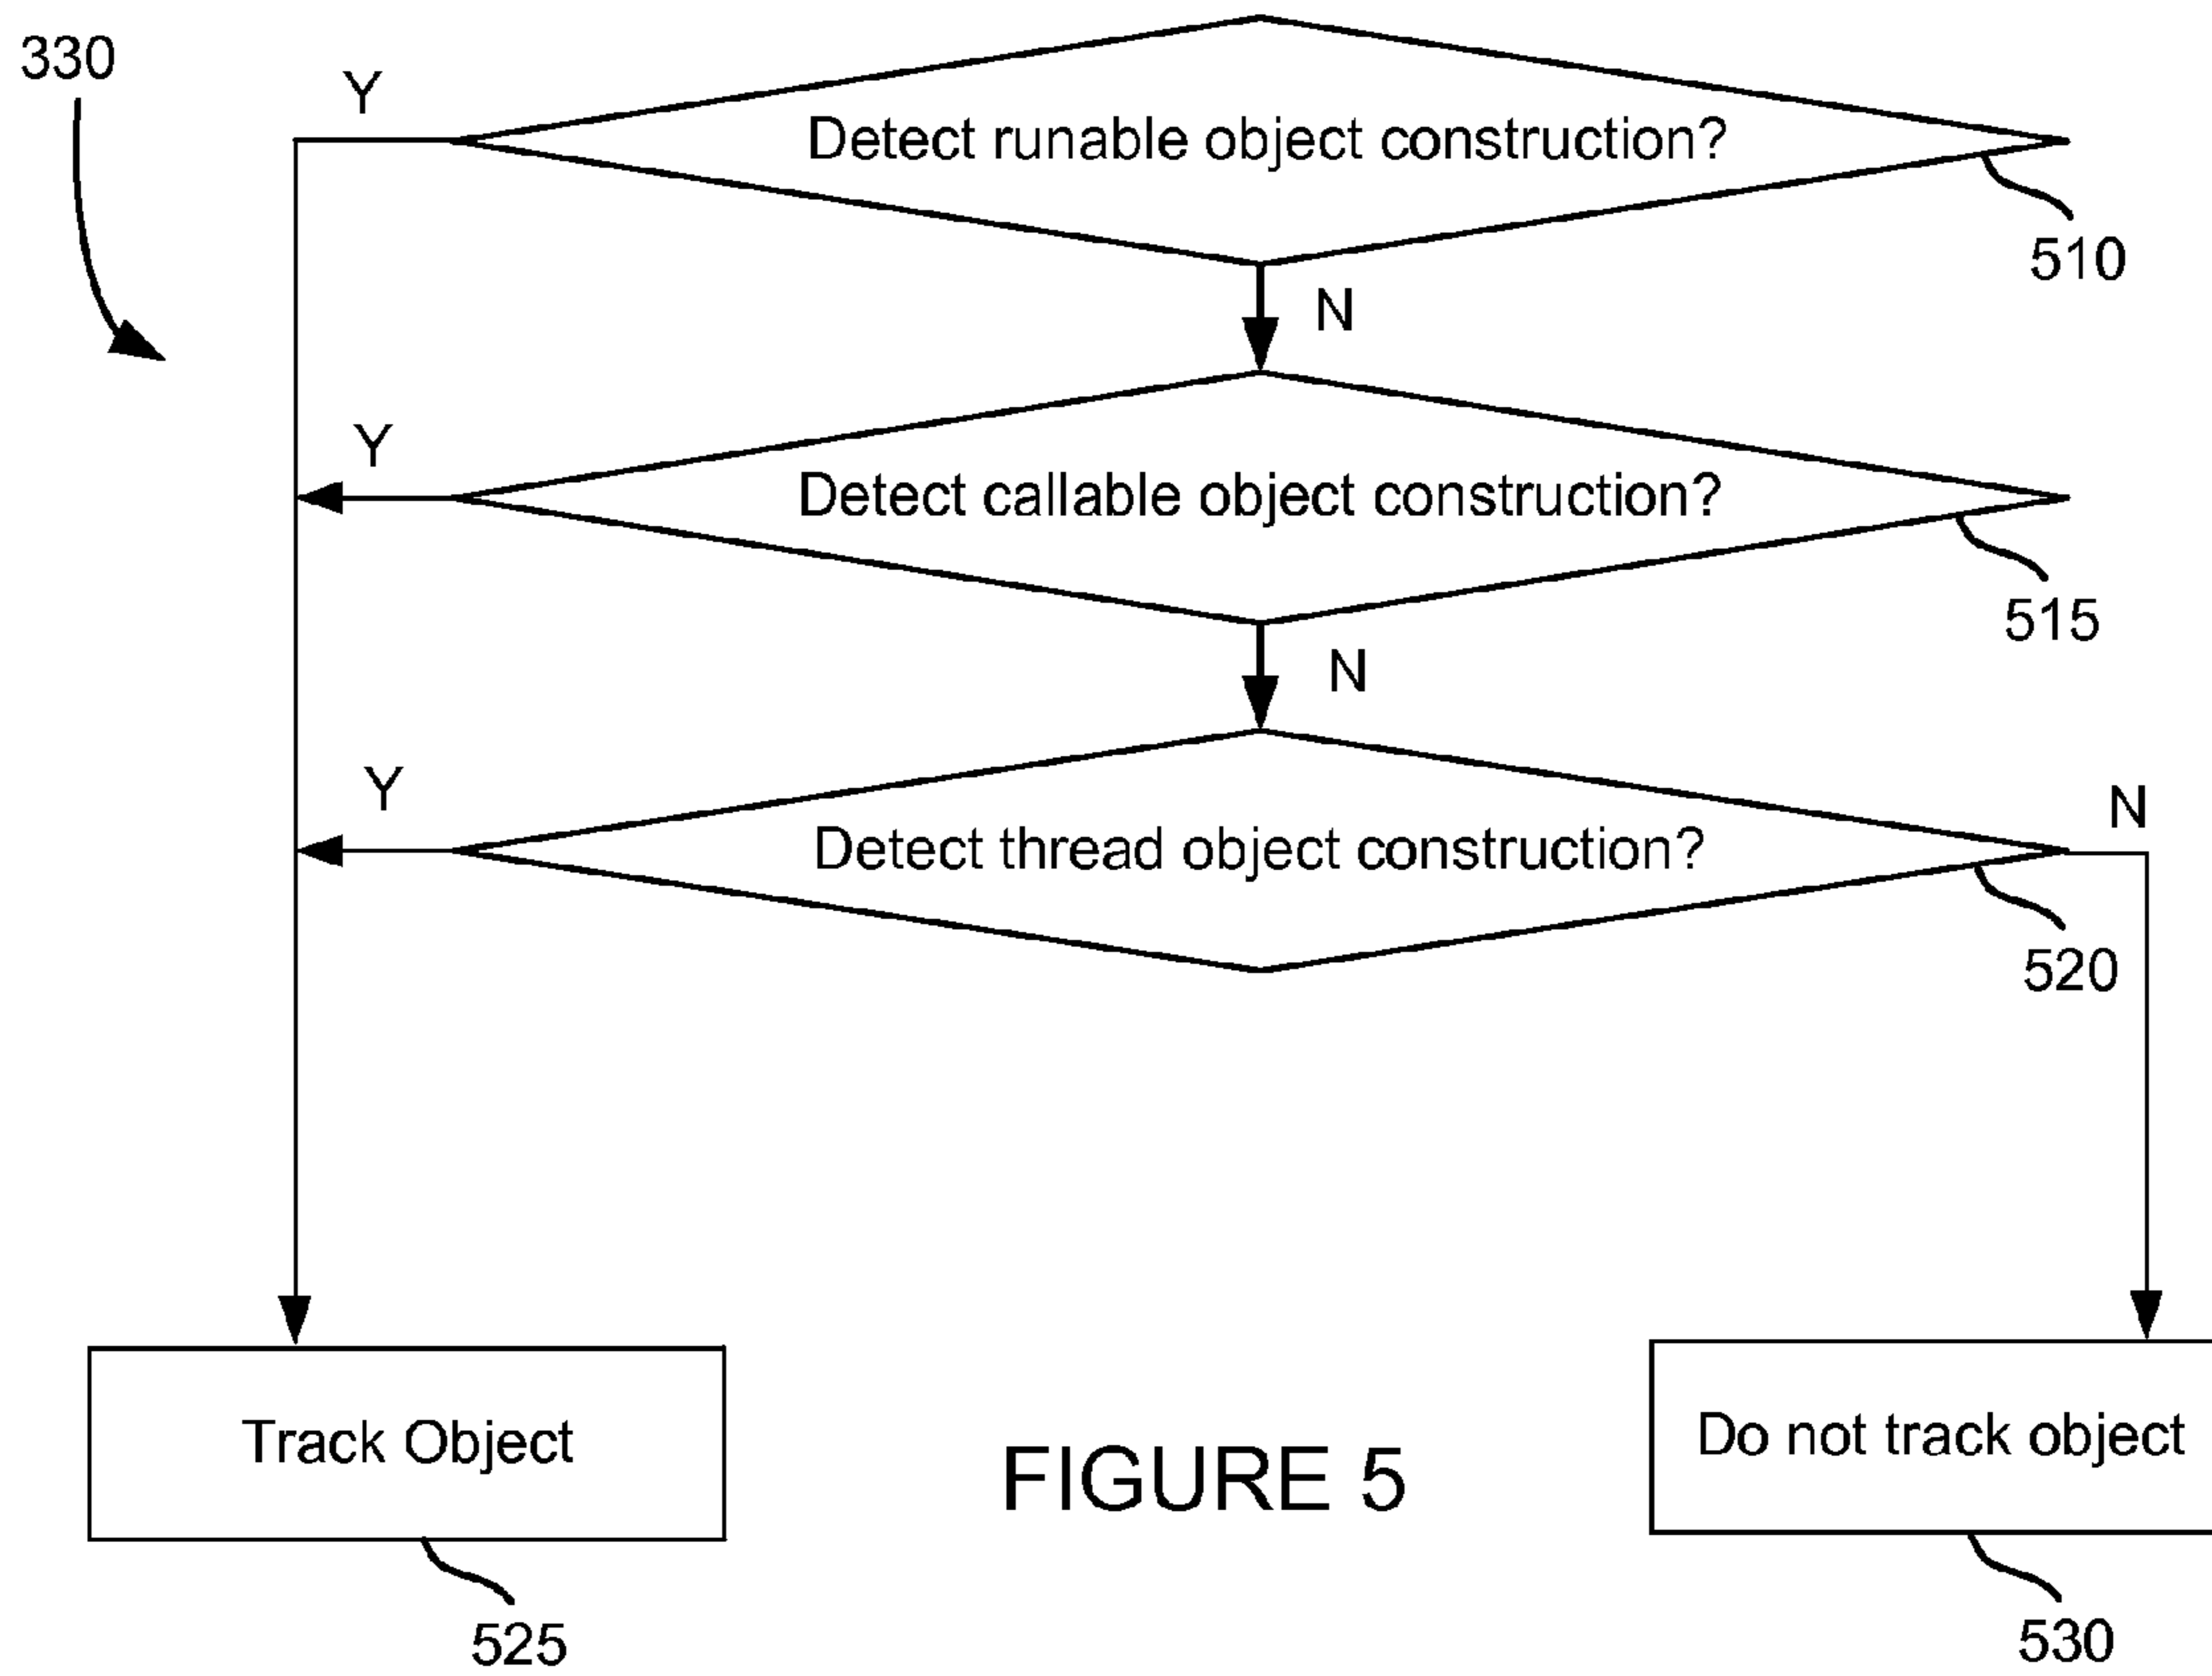 330
Y
Detect runable object construction?
510
N
Y
Detect callable object construction?
515
N
Y
N
Detect thread object construction?
520
Track Object
FIGURE 5
Do not track object
525
530